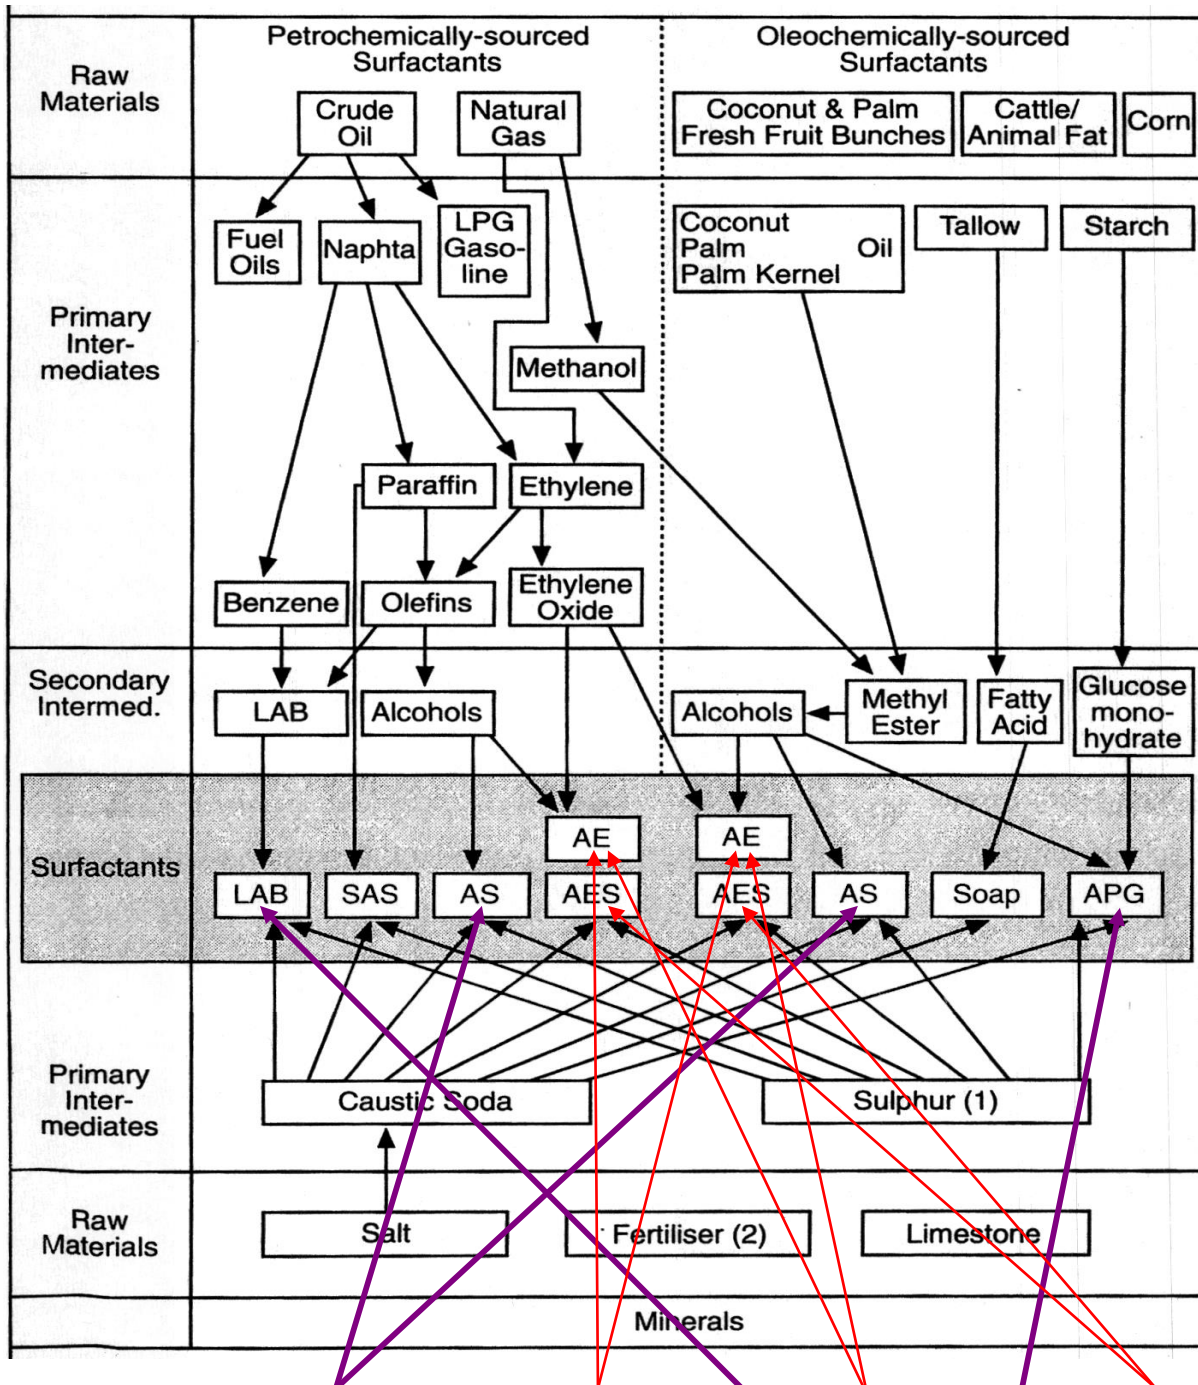 Petrochemically-sourced
Surfactants
Oleochemically-sourced
Surfactants
Raw
Materials
Crude
Oil
Natural
Gas
Coconut & Palm
Fresh Fruit Bunches
Cattle/
Animal Fat
Corn
Primary
Inter-
mediates
Fuel
Oils
Naphta
LPG
Gaso-
line
Coconut
Palm Oil
Palm Kernel
Tallow
Starch
Methanol
Paraffin
Ethylene
Benzene
Olefins
Ethylene
Oxide
Secondary
Intermed.
LAB
Alcohols
Alcohols
Methyl
Ester
Fatty
Acid
Glucose
mono-
hydrate
Surfactants
AE
AE
LAB
SAS
AS
AES
AES
AS
Soap
APG
Primary
Inter-
mediates
Caustic Soda
Sulphur (1)
Raw
Materials
Salt
Fertiliser (2)
Limestone
Minerals